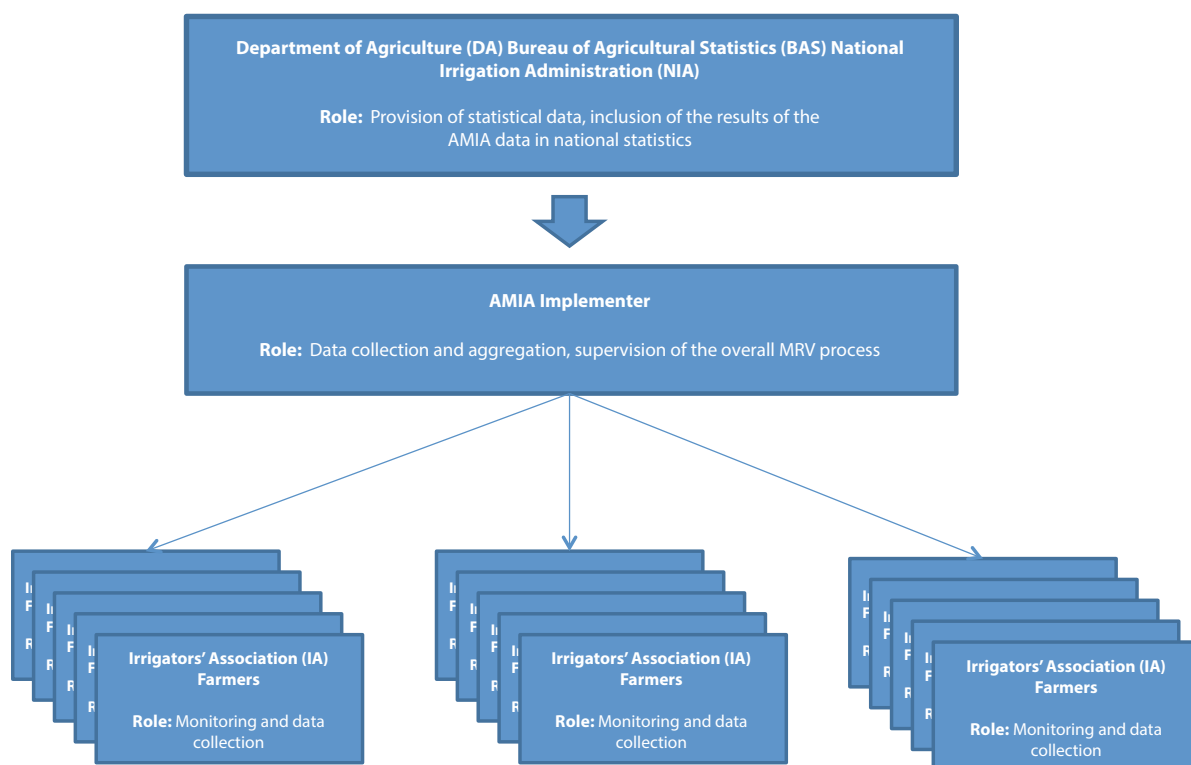 Department of Agriculture (DA) Bureau of Agricultural Statistics (BAS) National
Irrigation Administration (NIA)
Role: Provision of statistical data, inclusion of the results of the
AMIA data in national statistics
AMIA Implementer
Role: Data collection and aggregation, supervision of the overall MRV process
Irrigators’ Association (IA)
Farmers
Role: Monitoring and data
collection
Irrigators’ Association (IA)
Farmers
Role: Monitoring and data
collection
Irrigators’ Association (IA)
Farmers
Role: Monitoring and data
collection